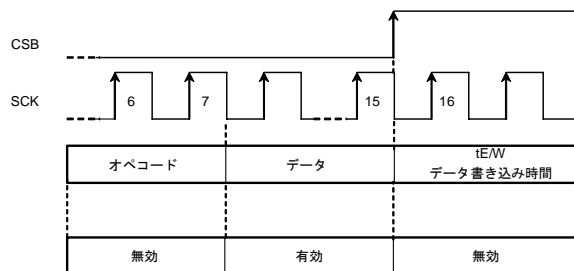 CSB
SCK
6 7 15 16
オペコード データ tE/W
データ書き込み時間
無効 有効 無効